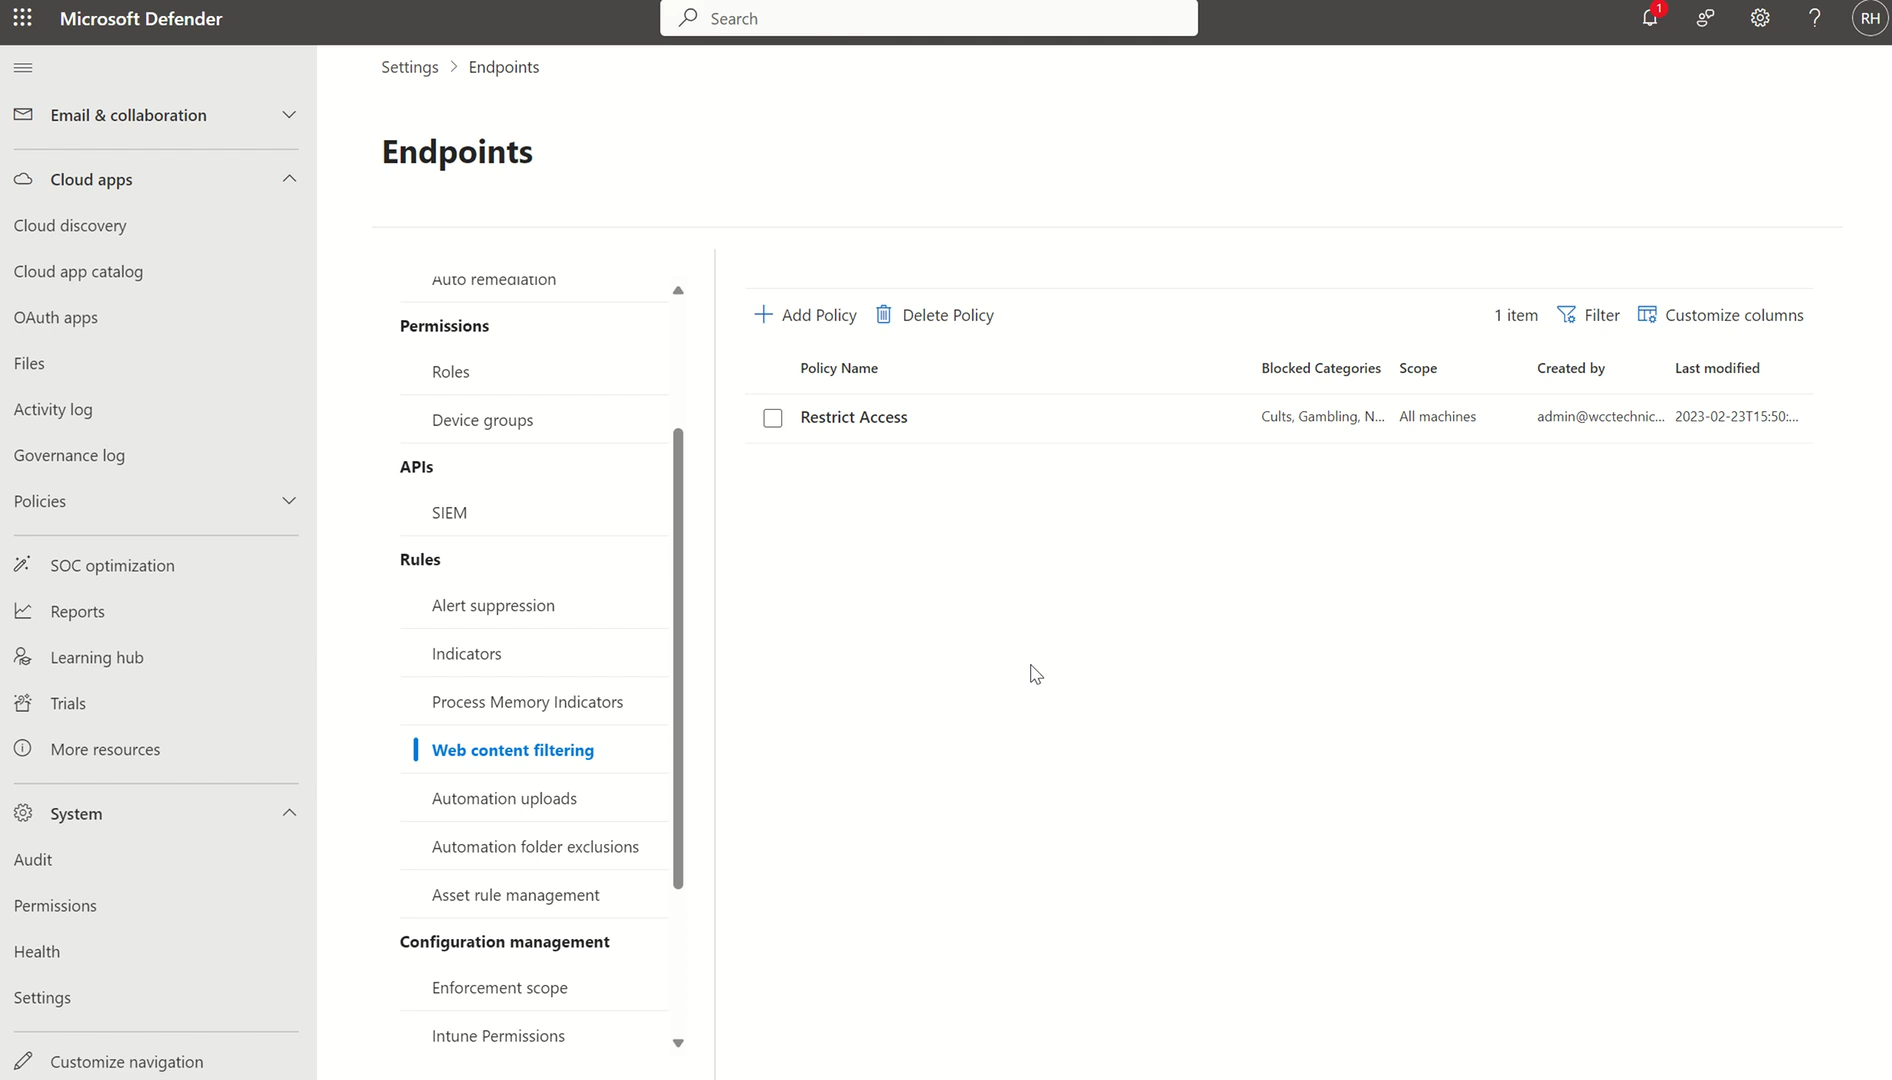 Microsoft Defender
Search
1
RH
Email & collaboration
Cloud apps
Cloud discovery
Cloud app catalog
OAuth apps
Files
Activity log
Governance log
Policies
SOC optimization
Reports
Learning hub
Trials
More resources
System
Audit
Permissions
Health
Settings
Customize navigation
Settings > Endpoints
Endpoints
Auto remediation
Permissions
Roles
Device groups
APIs
SIEM
Rules
Alert suppression
Indicators
Process Memory Indicators
Web content filtering
Automation uploads
Automation folder exclusions
Asset rule management
Configuration management
Enforcement scope
Intune Permissions
Add Policy Delete Policy 1 item Filter Customize columns
Policy Name Blocked Categories Scope Created by Last modified
Restrict Access Cults, Gambling, N... All machines admin@wcctechnic... 2023-02-23T15:50:...